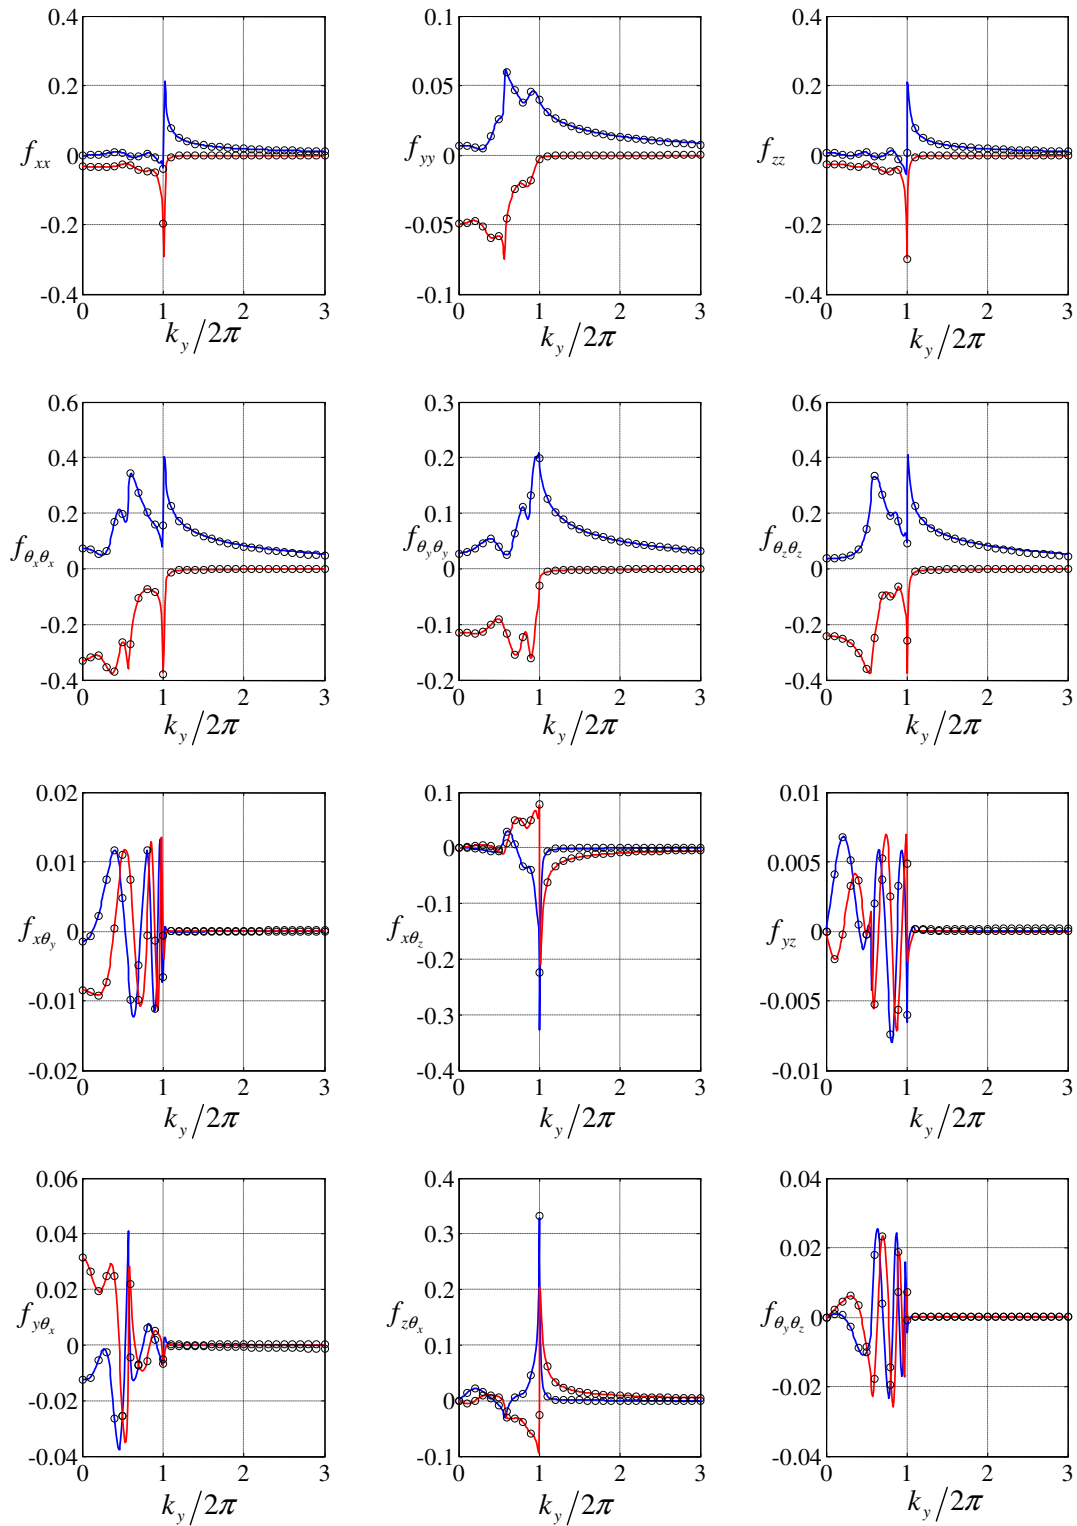 0.4 0.1 0.4
0.2 0.05 0.2
f_xx 0 f_yy 0 f_zz 0
-0.2 -0.05 -0.2
-0.4 -0.1 -0.4
0 1 2 3 0 1 2 3 0 1 2 3
k_y/2π k_y/2π k_y/2π
0.6 0.3 0.6
0.4 0.2 0.4
0.2 0.1 0.2
f_θ_xθ_x 0 f_θ_yθ_y 0 f_θ_zθ_z 0
-0.2 -0.1 -0.2
-0.4 -0.2 -0.4
0 1 2 3 0 1 2 3 0 1 2 3
k_y/2π k_y/2π k_y/2π
0.02 0.1 0.01
0.01 0 0.005
f_xθ_y 0 -0.1 f_xθ_z f_yz 0
-0.01 -0.2 -0.005
-0.3
-0.02 -0.4 -0.01
0 1 2 3 0 1 2 3 0 1 2 3
k_y/2π k_y/2π k_y/2π
0.06 0.4 0.04
0.04 0.3 0.02
0.02 0.2
f_yθ_x 0 f_zθ_x 0.1 f_θ_yθ_z 0
-0.02 0 -0.02
-0.04 -0.1 -0.04
0 1 2 3 0 1 2 3 0 1 2 3
k_y/2π k_y/2π k_y/2π